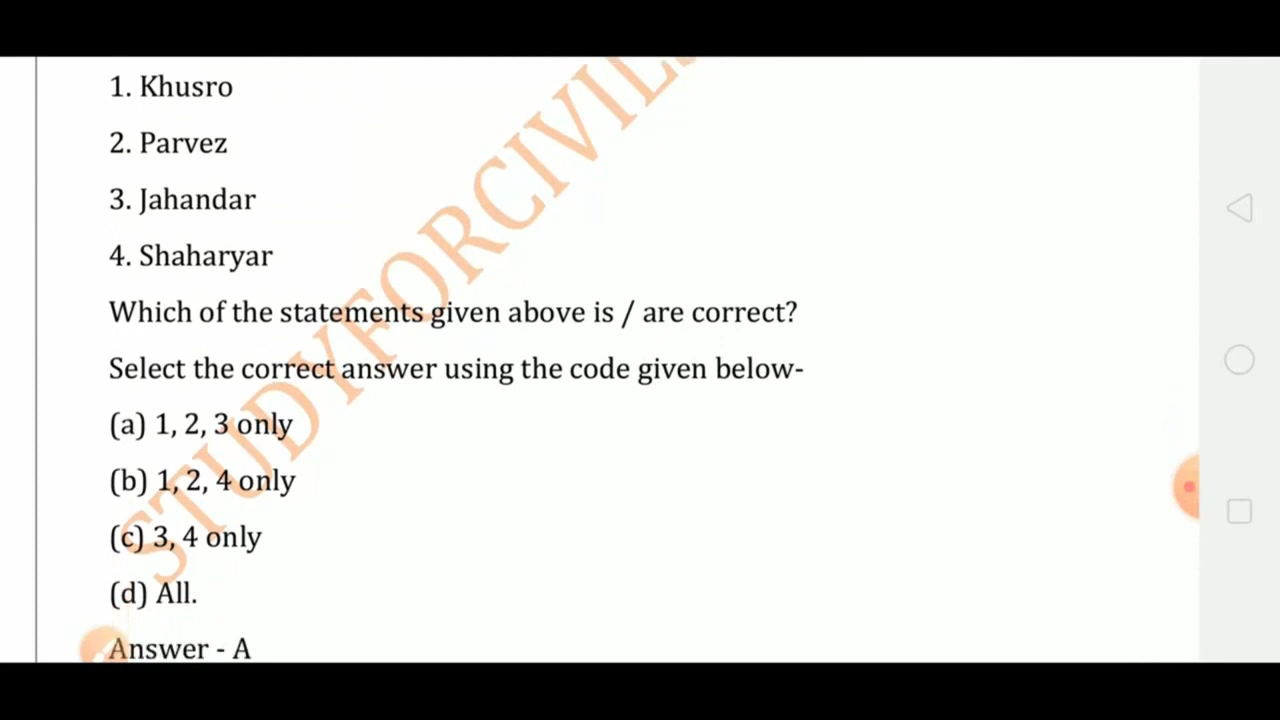 1. Khusro
2. Parvez
3. Jahandar
4. Shaharyar
Which of the statements given above is / are correct?
Select the correct answer using the code given below-
(a) 1, 2, 3 only
(b) 1, 2, 4 only
(c) 3, 4 only
(d) All.
Answer - A
STUDYFORCIVILS